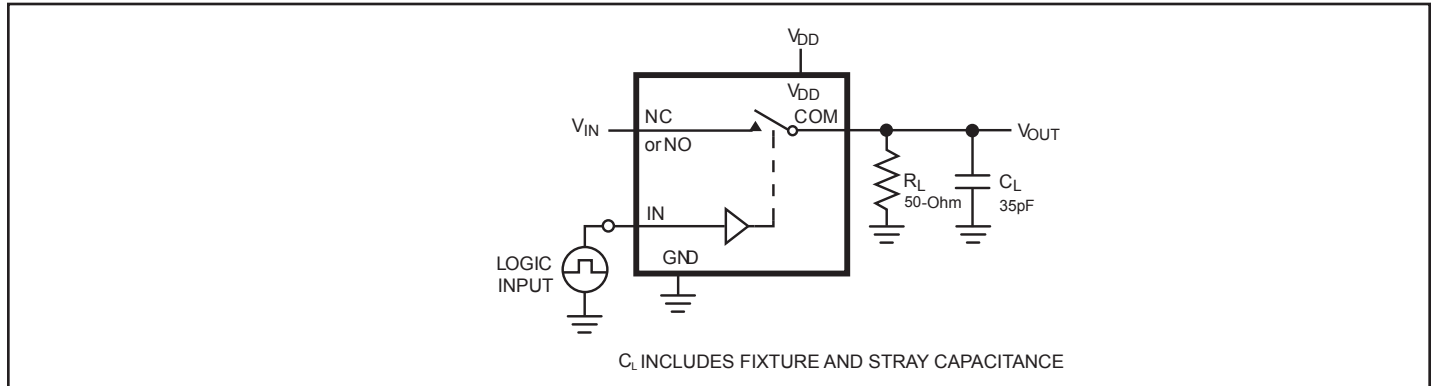 VDD
VDD
VIN
NC
or NO
COM
VOUT
RL
50-Ohm
CL
35pF
IN
LOGIC
INPUT
GND
CL INCLUDES FIXTURE AND STRAY CAPACITANCE